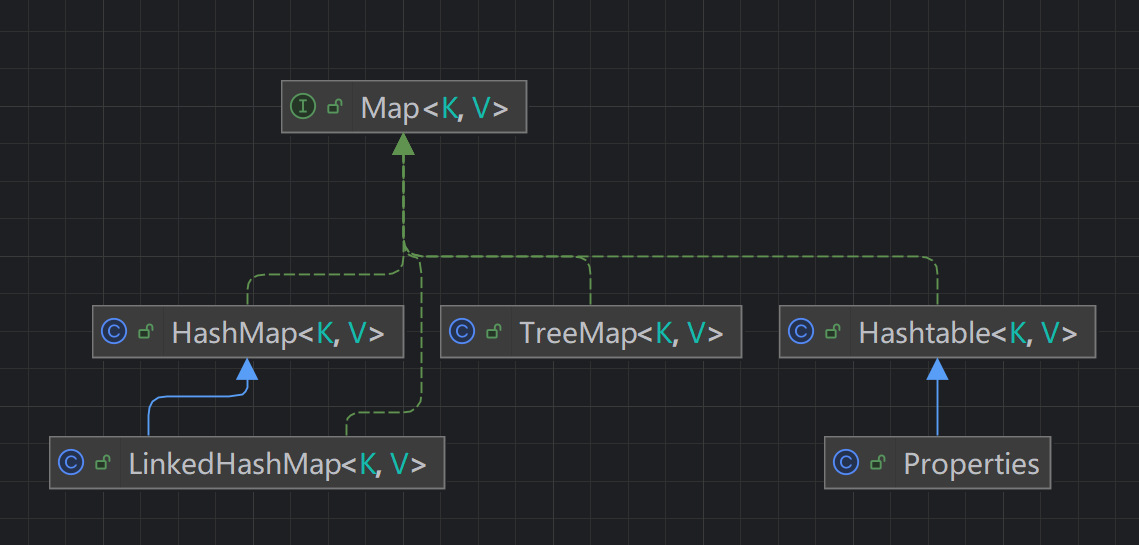 I Map<K, V>
C HashMap<K, V>
C TreeMap<K, V>
C Hashtable<K, V>
C LinkedHashMap<K, V>
C Properties